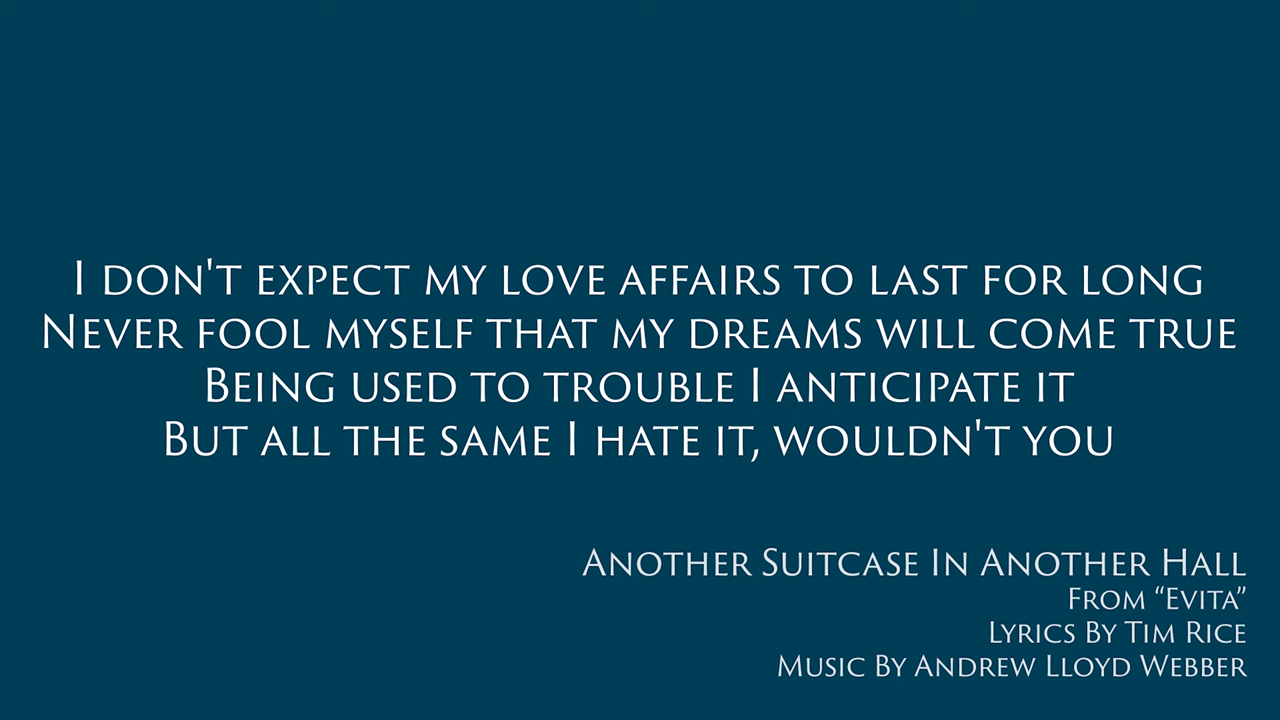 I DON'T EXPECT MY LOVE AFFAIRS TO LAST FOR LONG
NEVER FOOL MYSELF THAT MY DREAMS WILL COME TRUE
BEING USED TO TROUBLE I ANTICIPATE IT
BUT ALL THE SAME I HATE IT, WOULDN'T YOU
ANOTHER SUITCASE IN ANOTHER HALL
FROM “EVITA”
LYRICS BY TIM RICE
MUSIC BY ANDREW LLOYD WEBBER